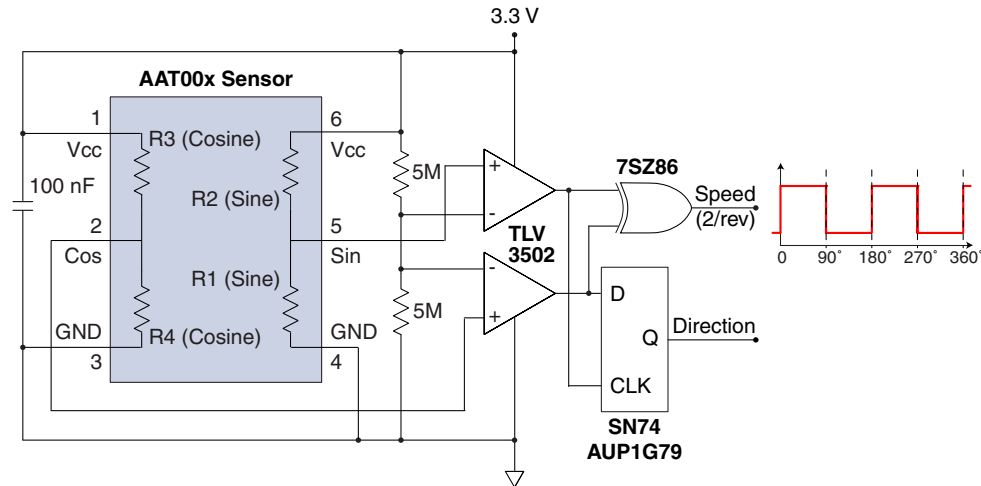 3.3 V
AAT00x Sensor
1
Vcc
R3 (Cosine)
6
Vcc
100 nF
R2 (Sine)
5M
7SZ86
Speed
(2/rev)
2
Cos
5
Sin
TLV
3502
R1 (Sine)
5M
GND
3
R4 (Cosine)
GND
4
+
-
-
+
D
Q
CLK
Direction
SN74
AUP1G79
0 90° 180° 270° 360°